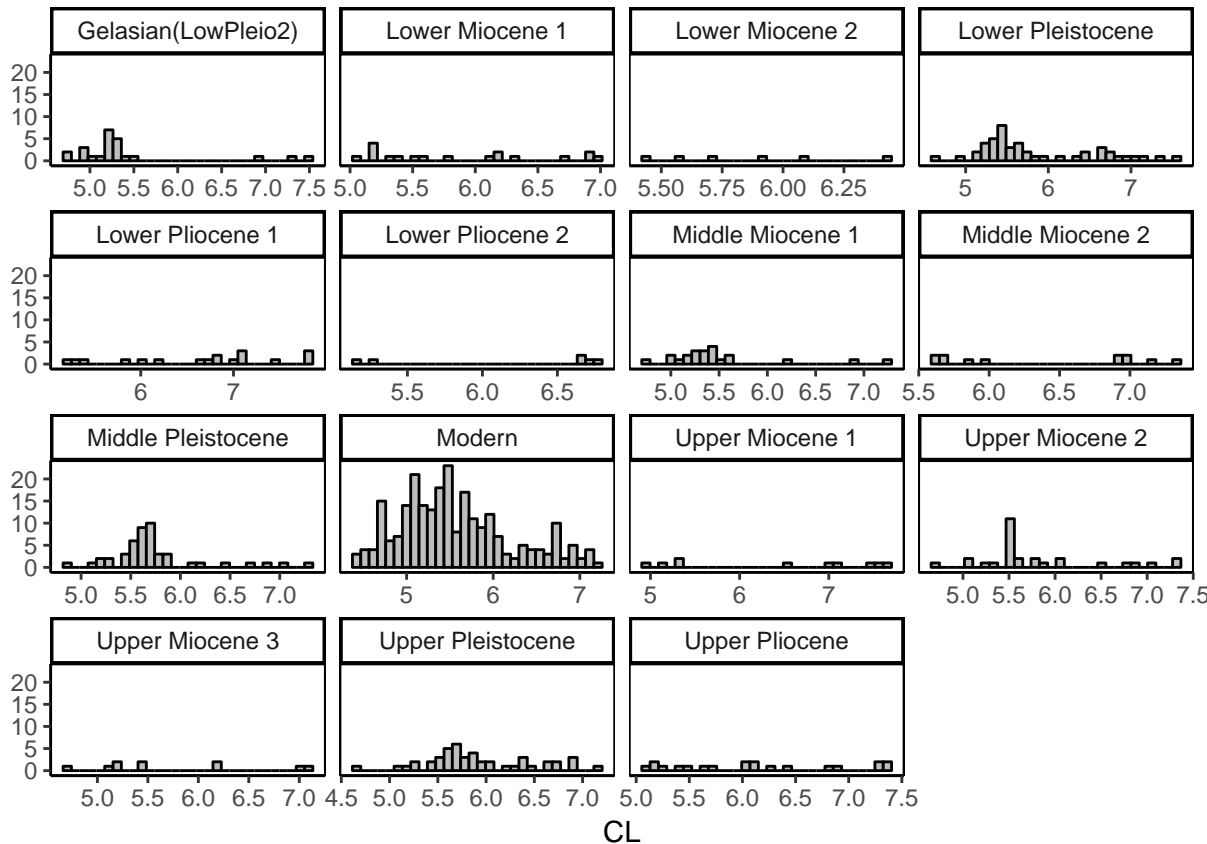 Gelasian(LowPleio2) Lower Miocene 1 Lower Miocene 2 Lower Pleistocene
20
15
10
5
0
5.0 5.5 6.0 6.5 7.0 7.5 5.0 5.5 6.0 6.5 7.0 5.50 5.75 6.00 6.25 5 6 7
Lower Pliocene 1 Lower Pliocene 2 Middle Miocene 1 Middle Miocene 2
20
15
10
5
0
6 7 5.5 6.0 6.5 5.0 5.5 6.0 6.5 7.0 5.5 6.0 6.5 7.0
Middle Pleistocene Modern Upper Miocene 1 Upper Miocene 2
20
15
10
5
0
5.0 5.5 6.0 6.5 7.0 5 6 7 5 6 7 5.0 5.5 6.0 6.5 7.0 7.5
Upper Miocene 3 Upper Pleistocene Upper Pliocene
20
15
10
5
0
5.0 5.5 6.0 6.5 7.0 4.5 5.0 5.5 6.0 6.5 7.0 5.0 5.5 6.0 6.5 7.0 7.5
CL